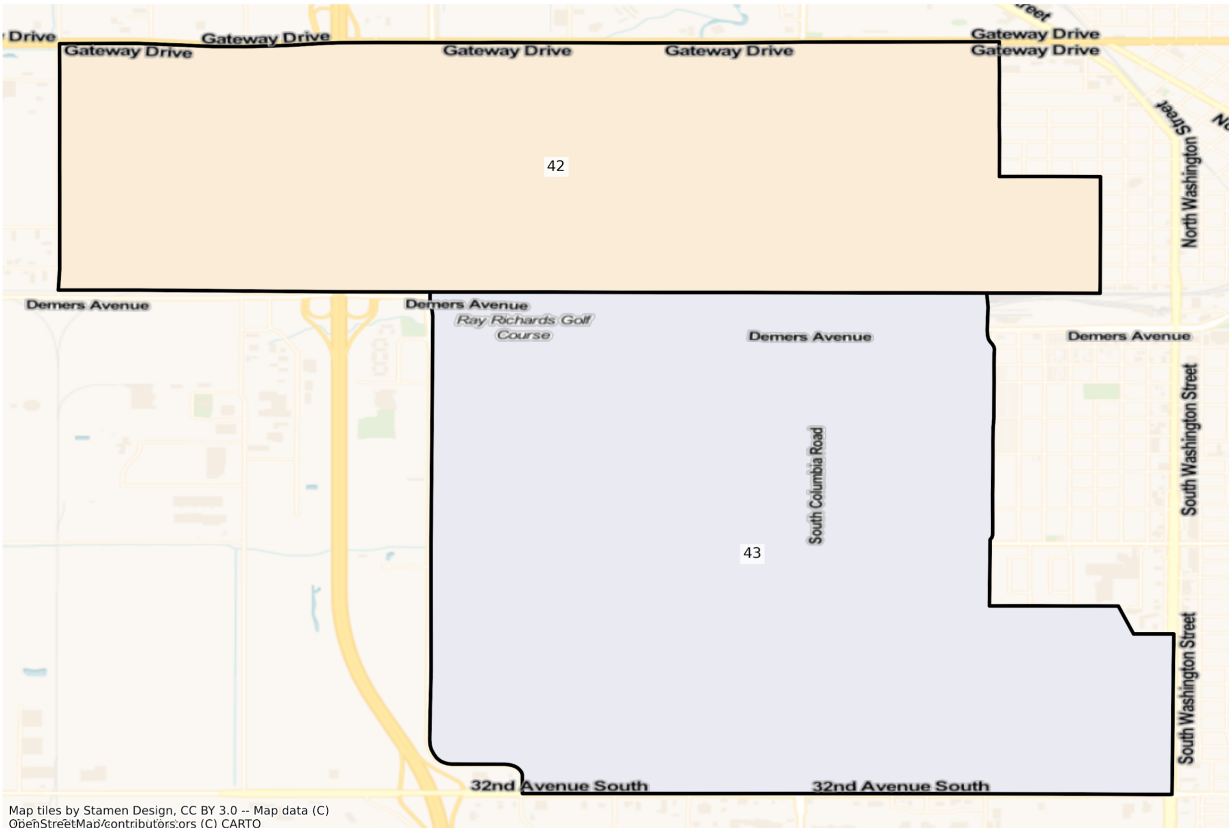 reet
Drive
Gateway Drive
Gateway Drive
Gateway Drive
Gateway Drive
Gateway Drive
Gateway Drive
Street
No
North Washington
42
Demers Avenue
Demers Avenue
Ray Richards Golf
Course
Demers Avenue
Demers Avenue
South Washington Street
South Columbia Road
43
South Washington Street
32nd Avenue South
32nd Avenue South
Map tiles by Stamen Design, CC BY 3.0 -- Map data (C)
OpenStreetMap contributors (C) CARTO